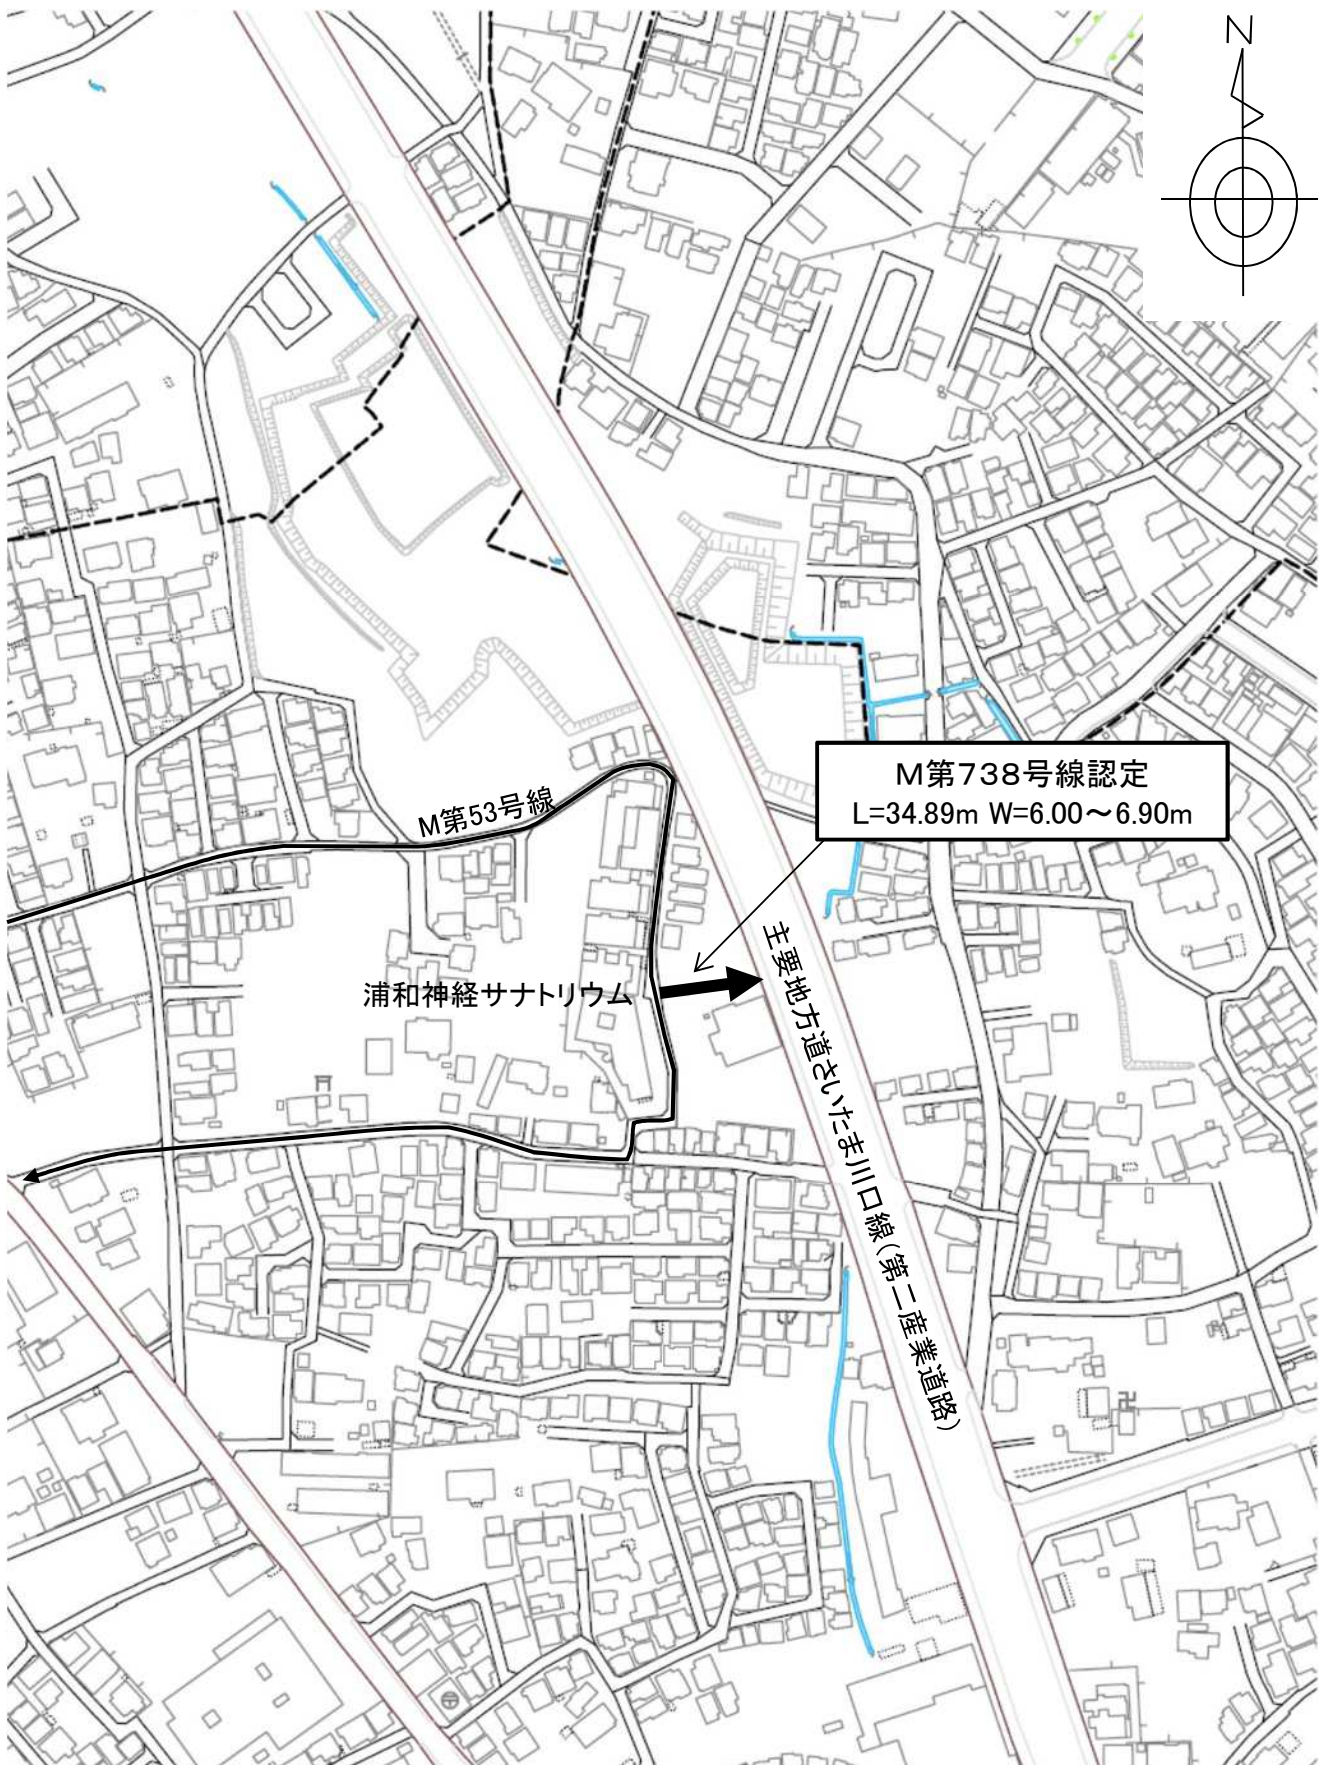 N
M第738号線認定
L=34.89m W=6.00～6.90m
M第53号線
浦和神経サナトリウム
主要地方道さいたま川口線(第二産業道路)